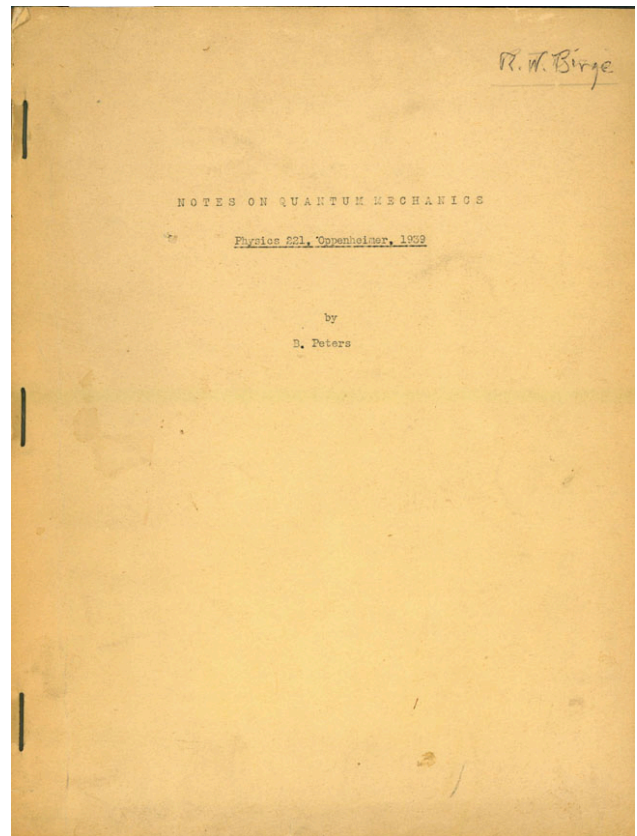 R. W. Birge
NOTES ON QUANTUM MECHANICS
Physics 221, Oppenheimer, 1939
by
B. Peters